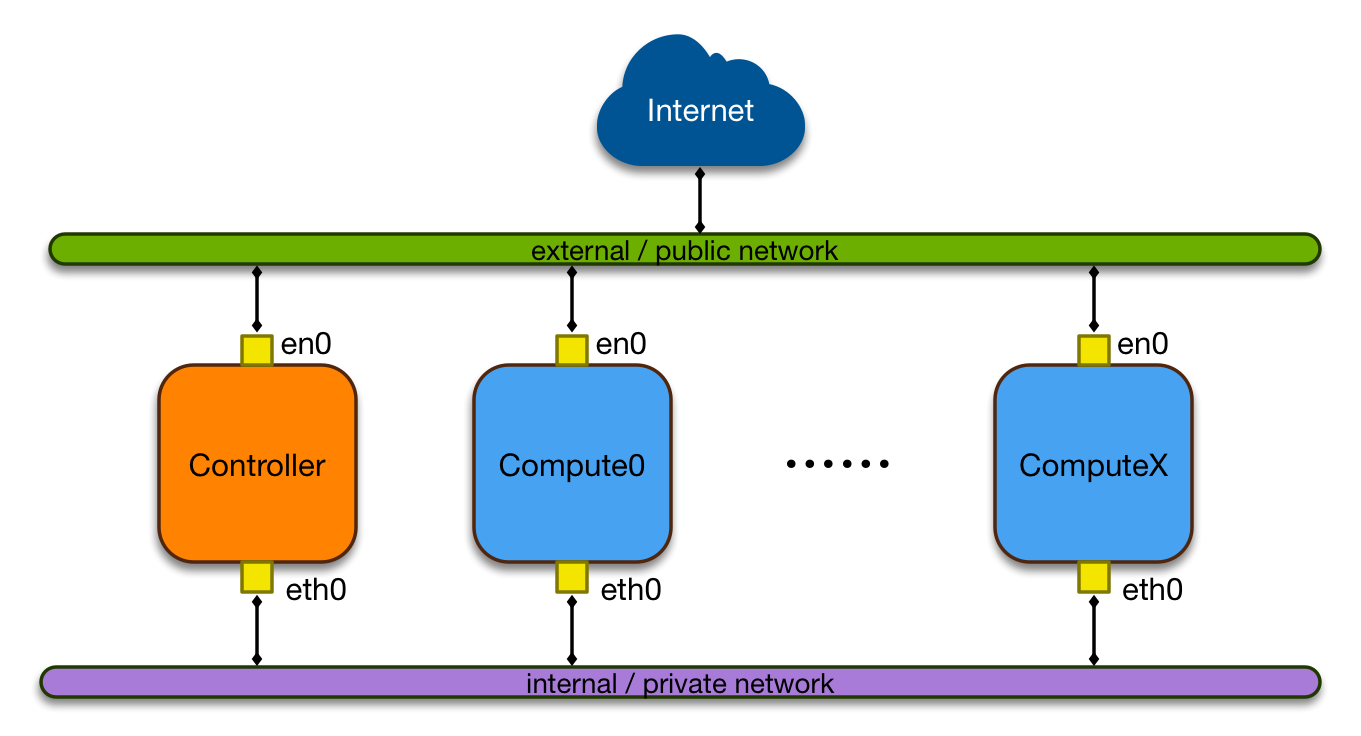 Internet
external / public network
en0
en0
en0
Controller
Compute0
······
ComputeX
eth0
eth0
eth0
internal / private network